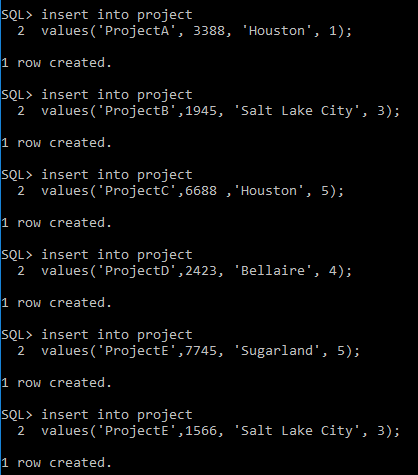 SQL> insert into project
  2  values('ProjectA', 3388, 'Houston', 1);
1 row created.
SQL> insert into project
  2  values('ProjectB',1945, 'Salt Lake City', 3);
1 row created.
SQL> insert into project
  2  values('ProjectC',6688 ,'Houston', 5);
1 row created.
SQL> insert into project
  2  values('ProjectD',2423, 'Bellaire', 4);
1 row created.
SQL> insert into project
  2  values('ProjectE',7745, 'Sugarland', 5);
1 row created.
SQL> insert into project
  2  values('ProjectE',1566, 'Salt Lake City', 3);
1 row created.